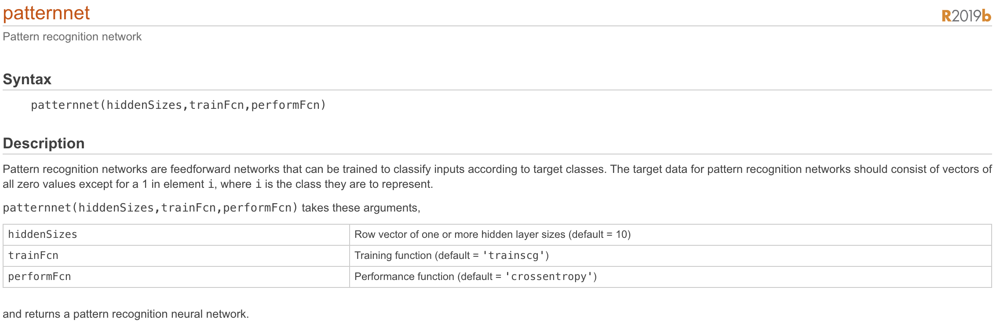 patternnet
R2019b
Pattern recognition network
Syntax
patternnet(hiddenSizes,trainFcn,performFcn)
Description
Pattern recognition networks are feedforward networks that can be trained to classify inputs according to target classes. The target data for pattern recognition networks should consist of vectors of
all zero values except for a 1 in element i, where i is the class they are to represent.
patternnet(hiddenSizes,trainFcn,performFcn) takes these arguments,
hiddenSizes Row vector of one or more hidden layer sizes (default = 10)
trainFcn Training function (default = 'trainscg')
performFcn Performance function (default = 'crossentropy')
and returns a pattern recognition neural network.